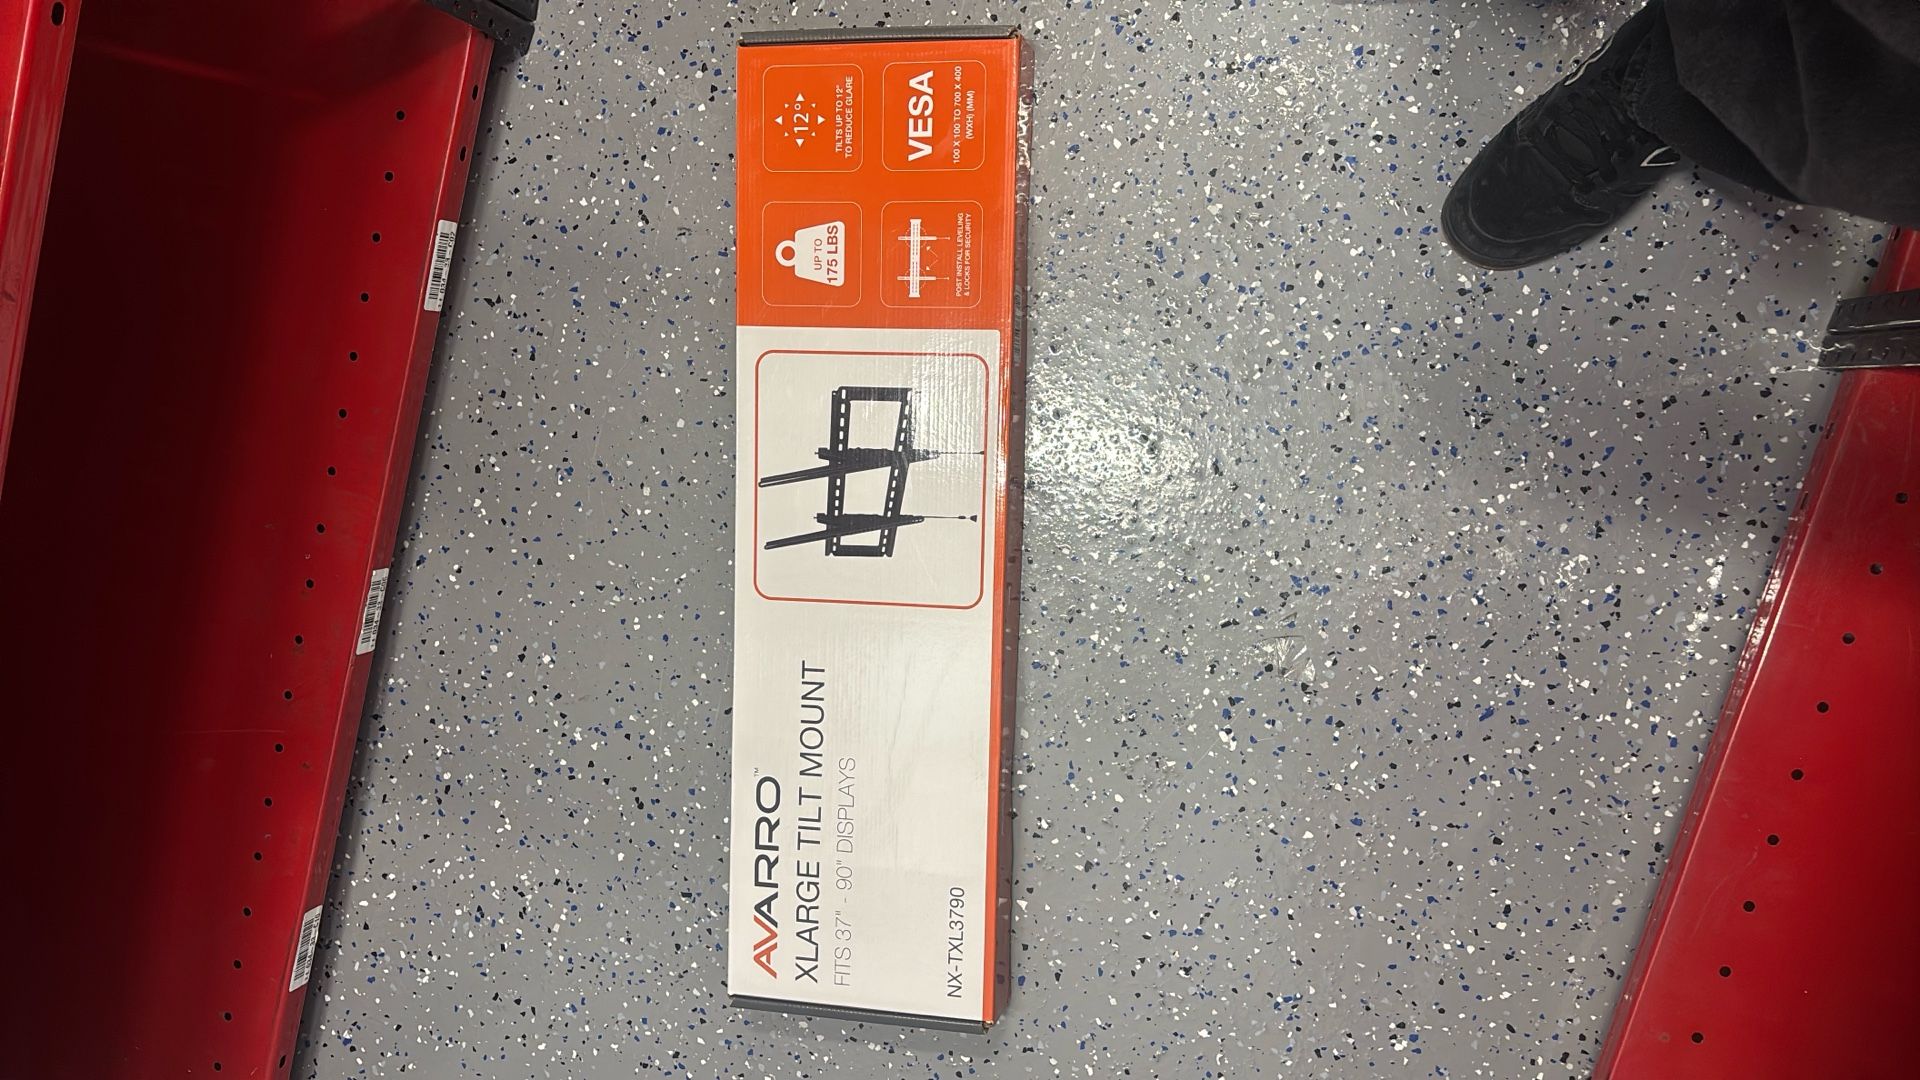 AVARRO™
XLARGE TILT MOUNT
FITS 37" - 90" DISPLAYS
NX-TXL3790
UP TO
175 LBS
12°
TILTS UP TO 12°
TO REDUCE GLARE
POST INSTALL LEVELING
& LOCKS FOR SECURITY
VESA
100 X 100 TO 700 X 400
(WXH) (MM)